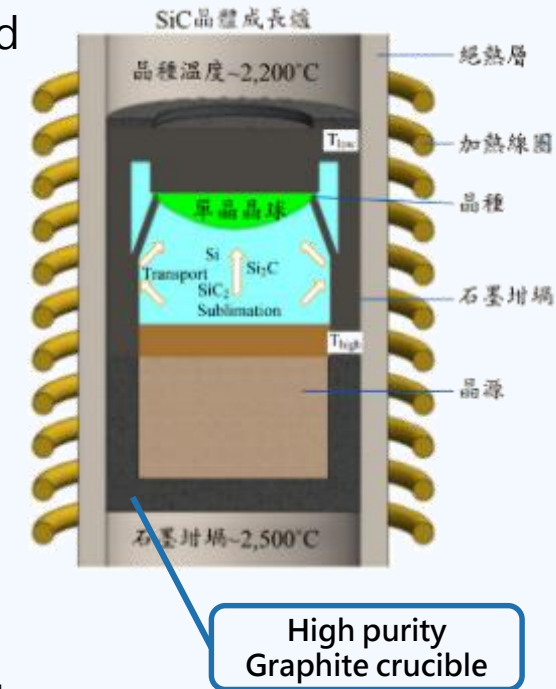 d
SiC晶體成長爐
晶種溫度~2,200°C
絕熱層
加熱線圈
T_low
晶種
單晶晶球
Si
Si₂C
Transport
SiC₂
Sublimation
石墨坩堝
T_high
晶源
石墨坩堝~2,500°C
High purity
Graphite crucible